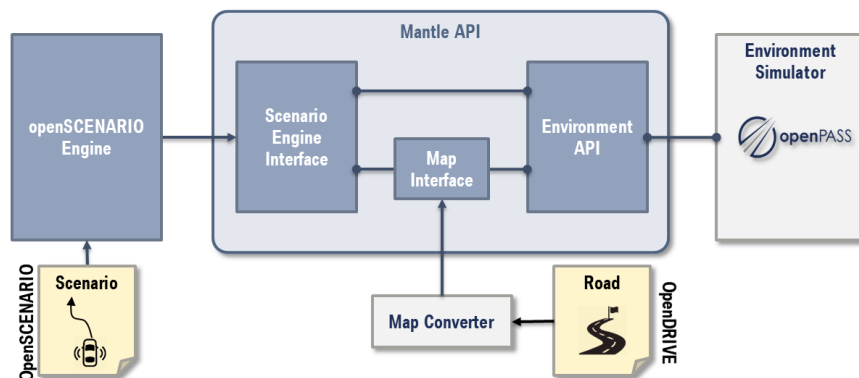 Mantle API
openSCENARIO
Engine
Scenario
Engine
Interface
Map
Interface
Environment
API
Environment
Simulator
openPASS
OpenSCENARIO
Scenario
Map Converter
Road
OpenDRIVE